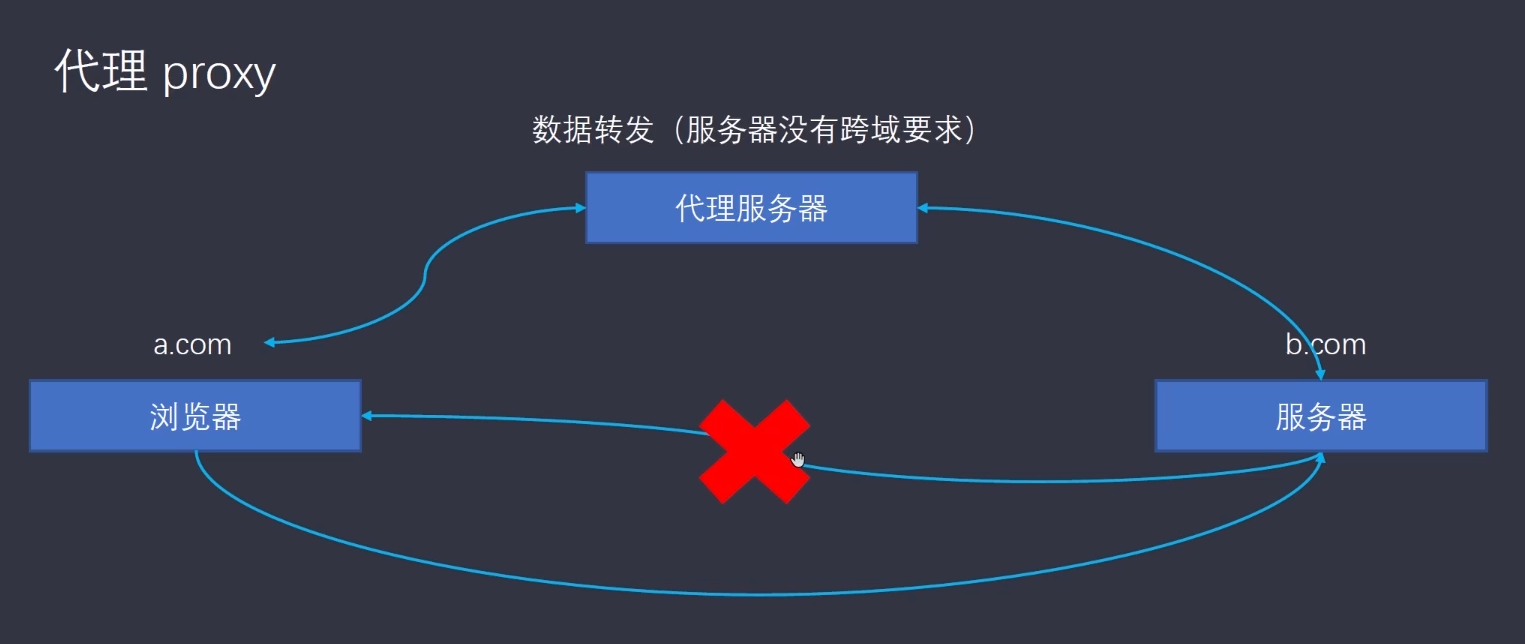 代理 proxy
数据转发（服务器没有跨域要求）
代理服务器
a.com
b.com
浏览器
服务器